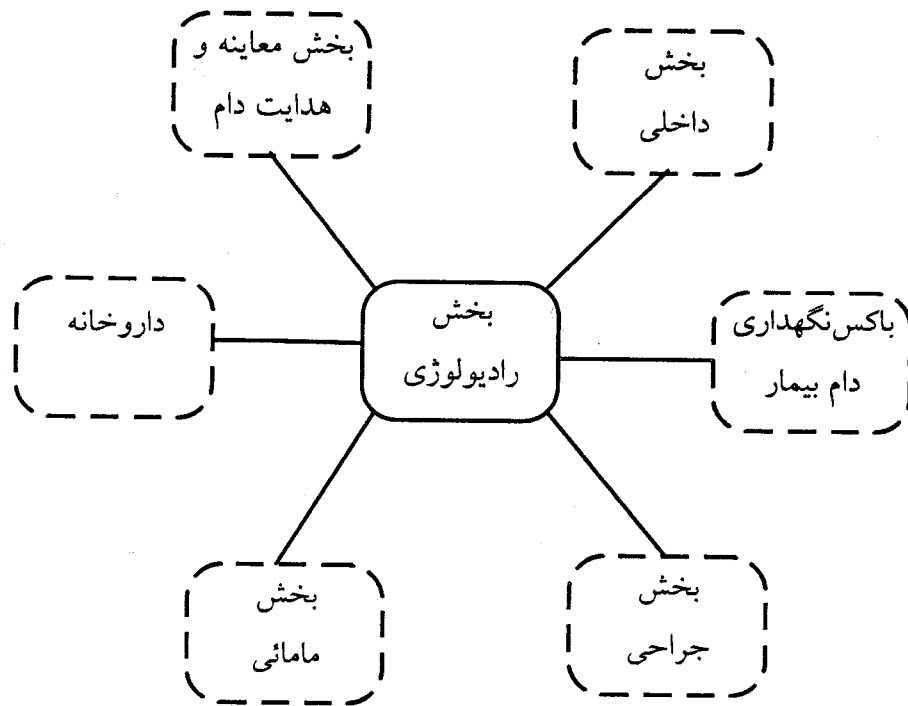 بخش
داخلی
بخش معاینه و
هدایت دام
باکس‌نگهداری
دام بیمار
بخش
رادیولوژی
داروخانه
بخش
جراحی
بخش
مامائی